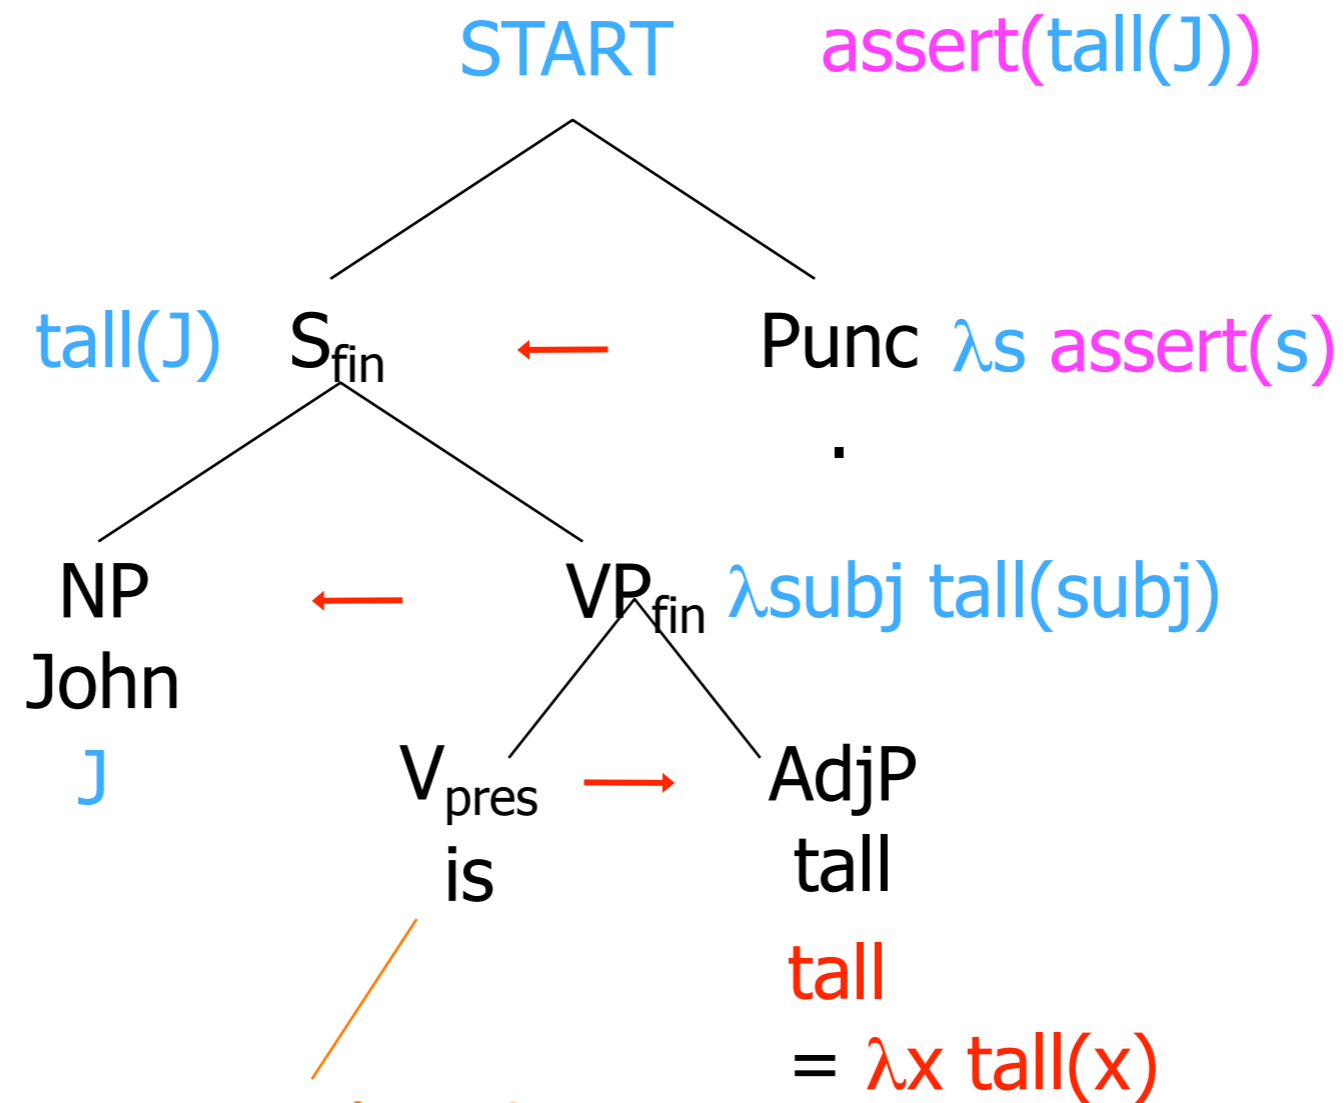 START assert(tall(J))
tall(J) Sfin Punc λs assert(s)
.
NP VPfin λsubj tall(subj)
John
J Vpres AdjP
is tall
tall
= λx tall(x)